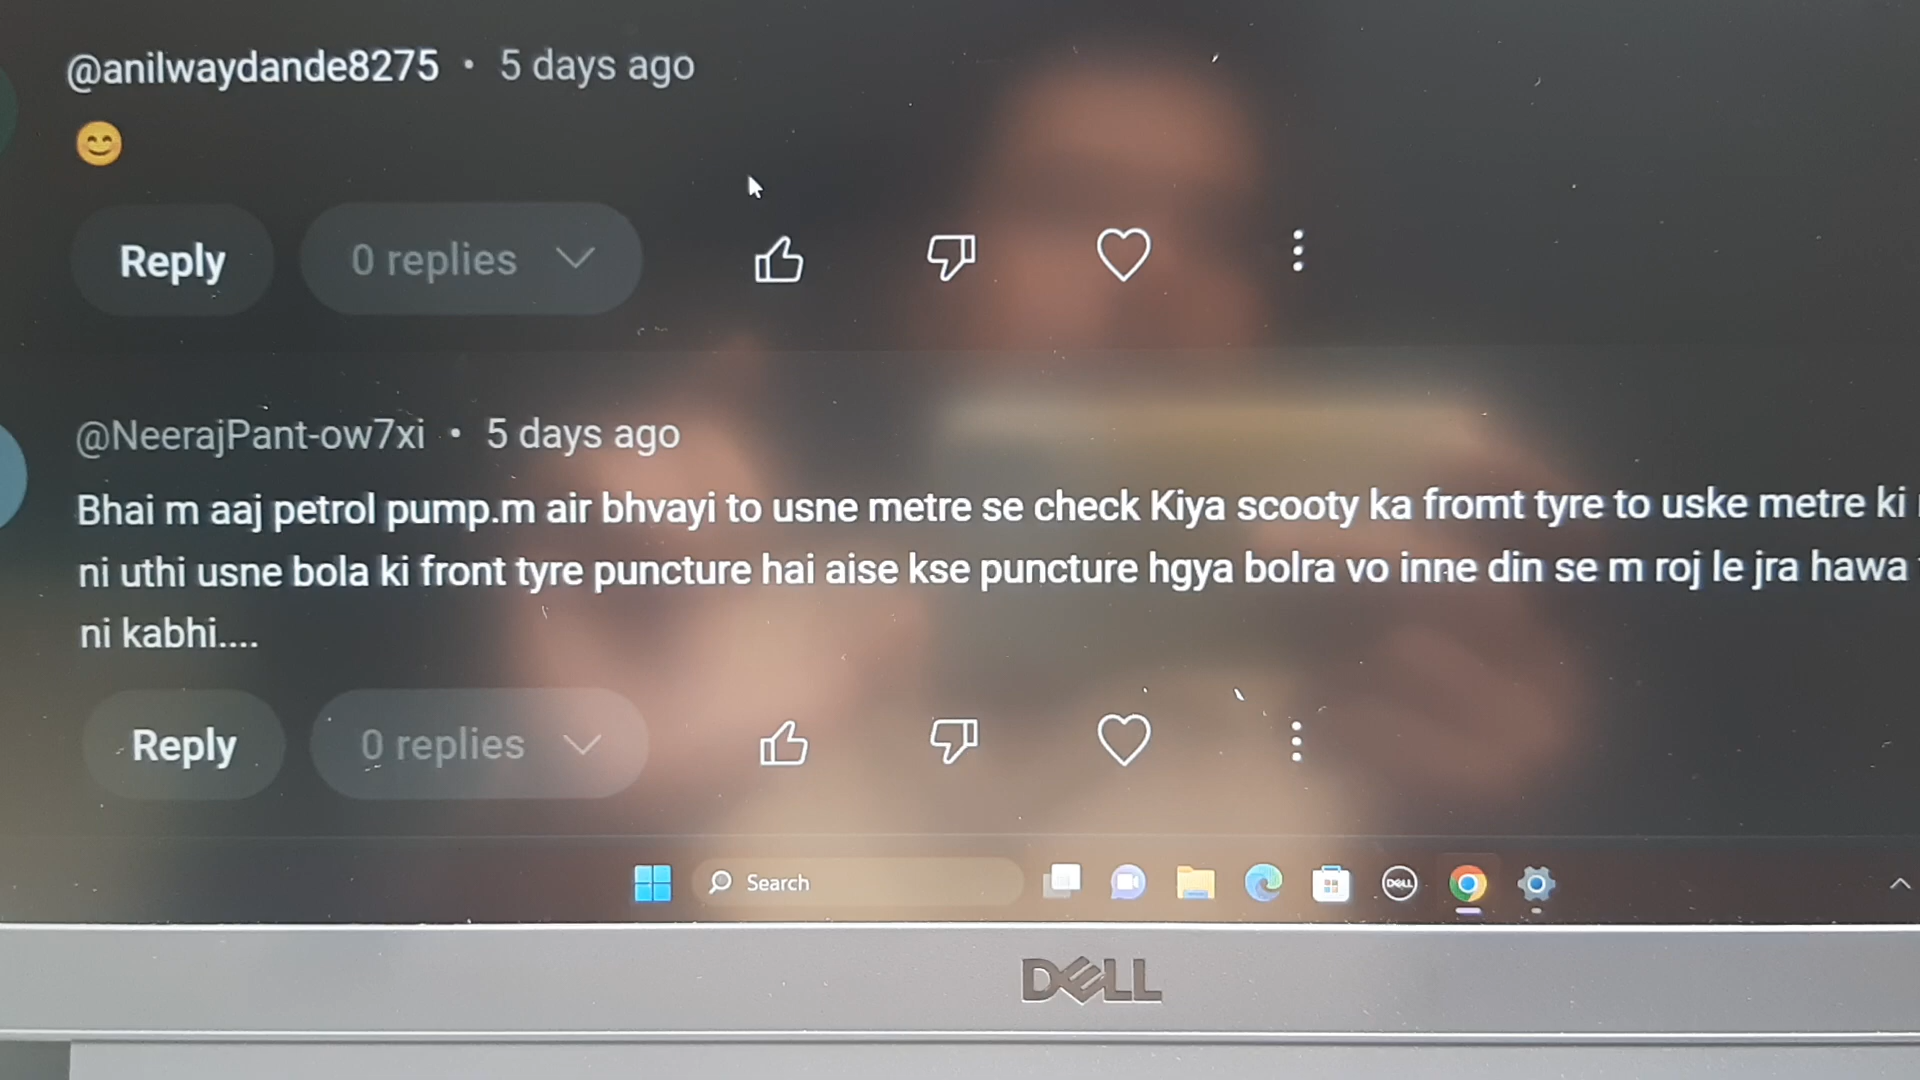 @anilwaydande8275 • 5 days ago
😊
Reply 0 replies
@NeerajPant-ow7xi • 5 days ago
Bhai m aaj petrol pump.m air bhvayi to usne metre se check Kiya scooty ka fromt tyre to uske metre ki
ni uthi usne bola ki front tyre puncture hai aise kse puncture hgya bolra vo inne din se m roj le jra hawa
ni kabhi....
Reply 0 replies
Search
DELL
DELL